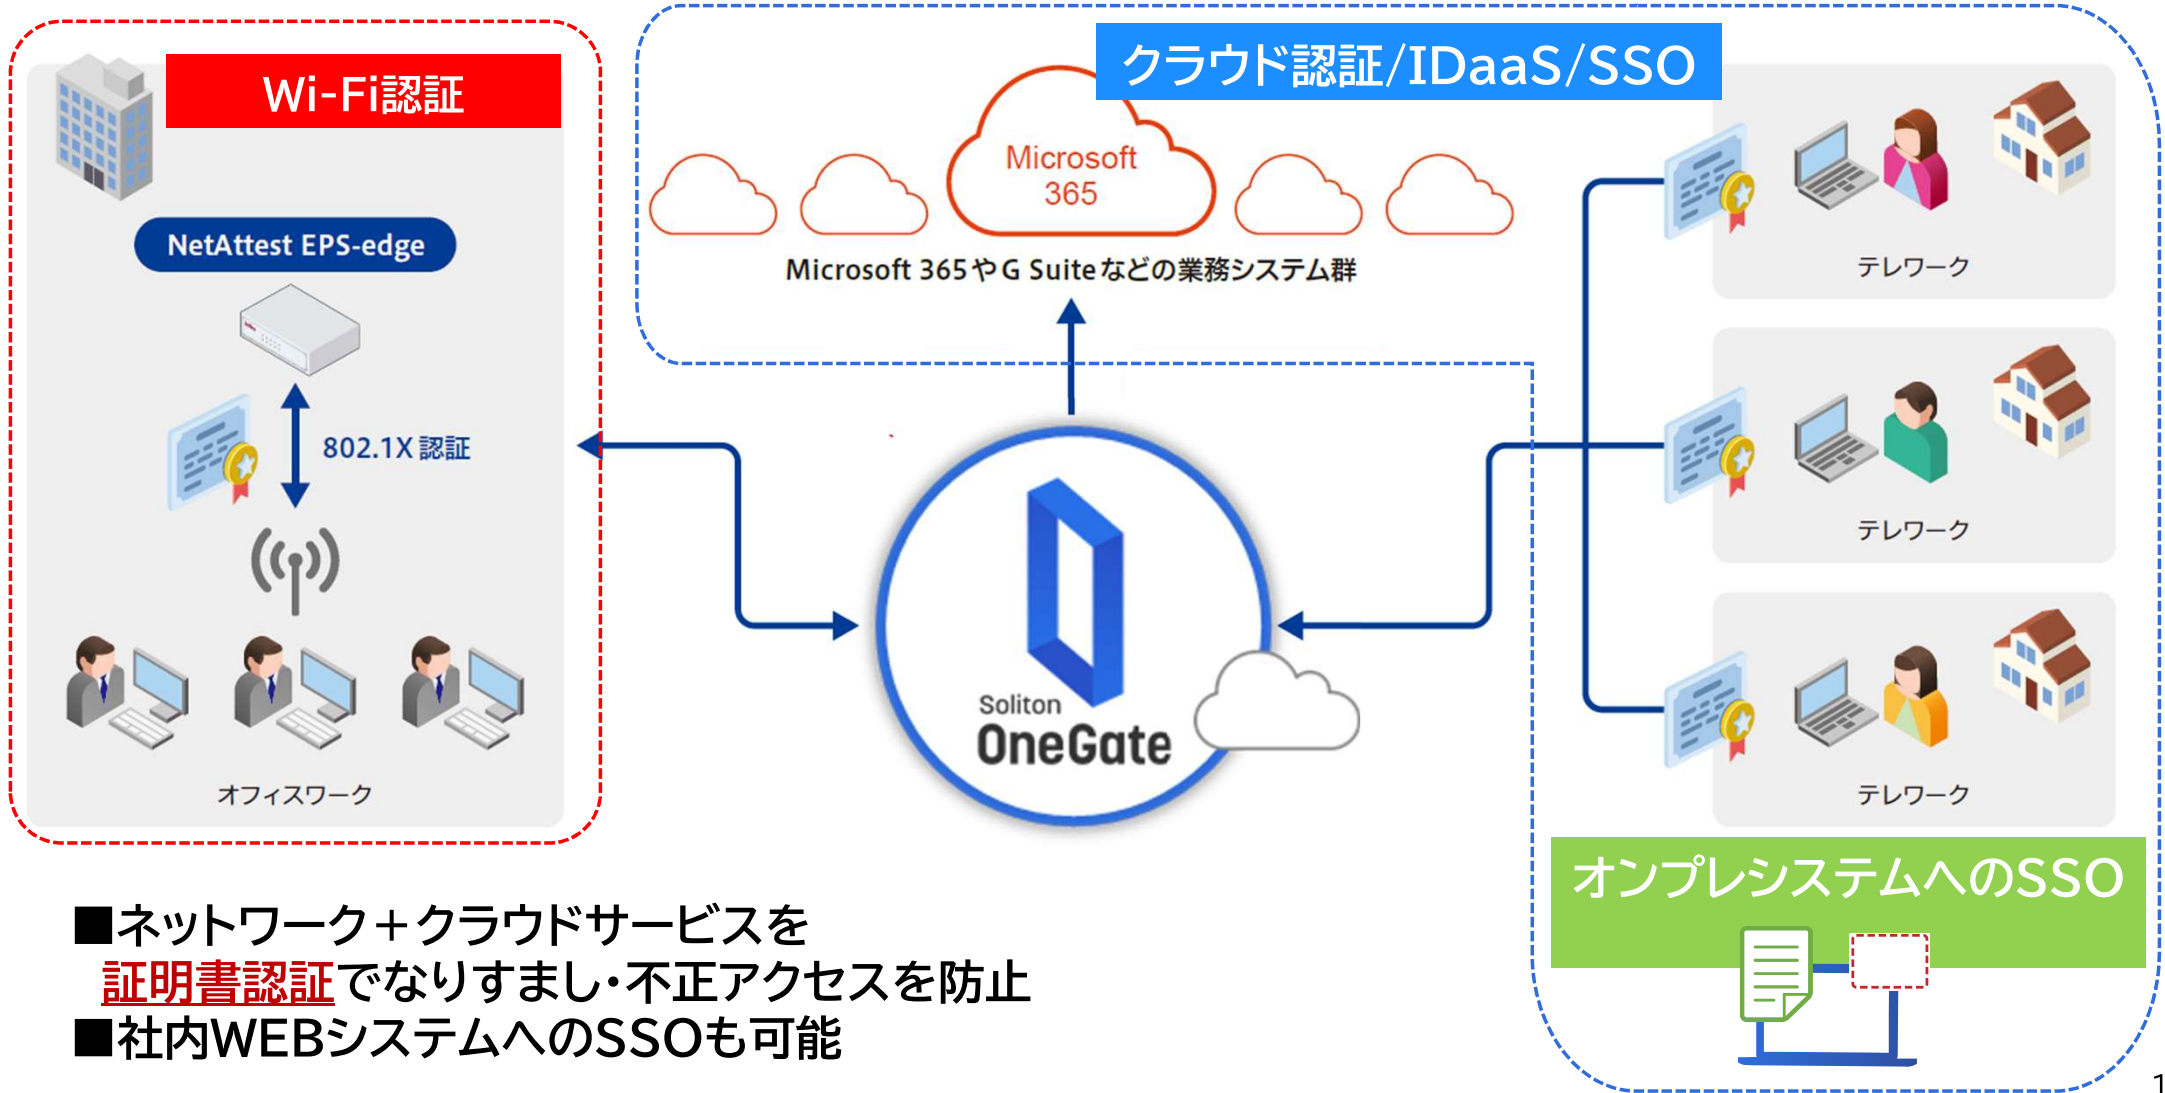 Wi-Fi認証
クラウド認証/IDaaS/SSO
NetAttest EPS-edge
802.1X 認証
オフィスワーク
Microsoft
365
Microsoft 365やG Suiteなどの業務システム群
Soliton
OneGate
テレワーク
テレワーク
テレワーク
オンプレシステムへのSSO
■ネットワーク＋クラウドサービスを
証明書認証でなりすまし・不正アクセスを防止
■社内WEBシステムへのSSOも可能
1